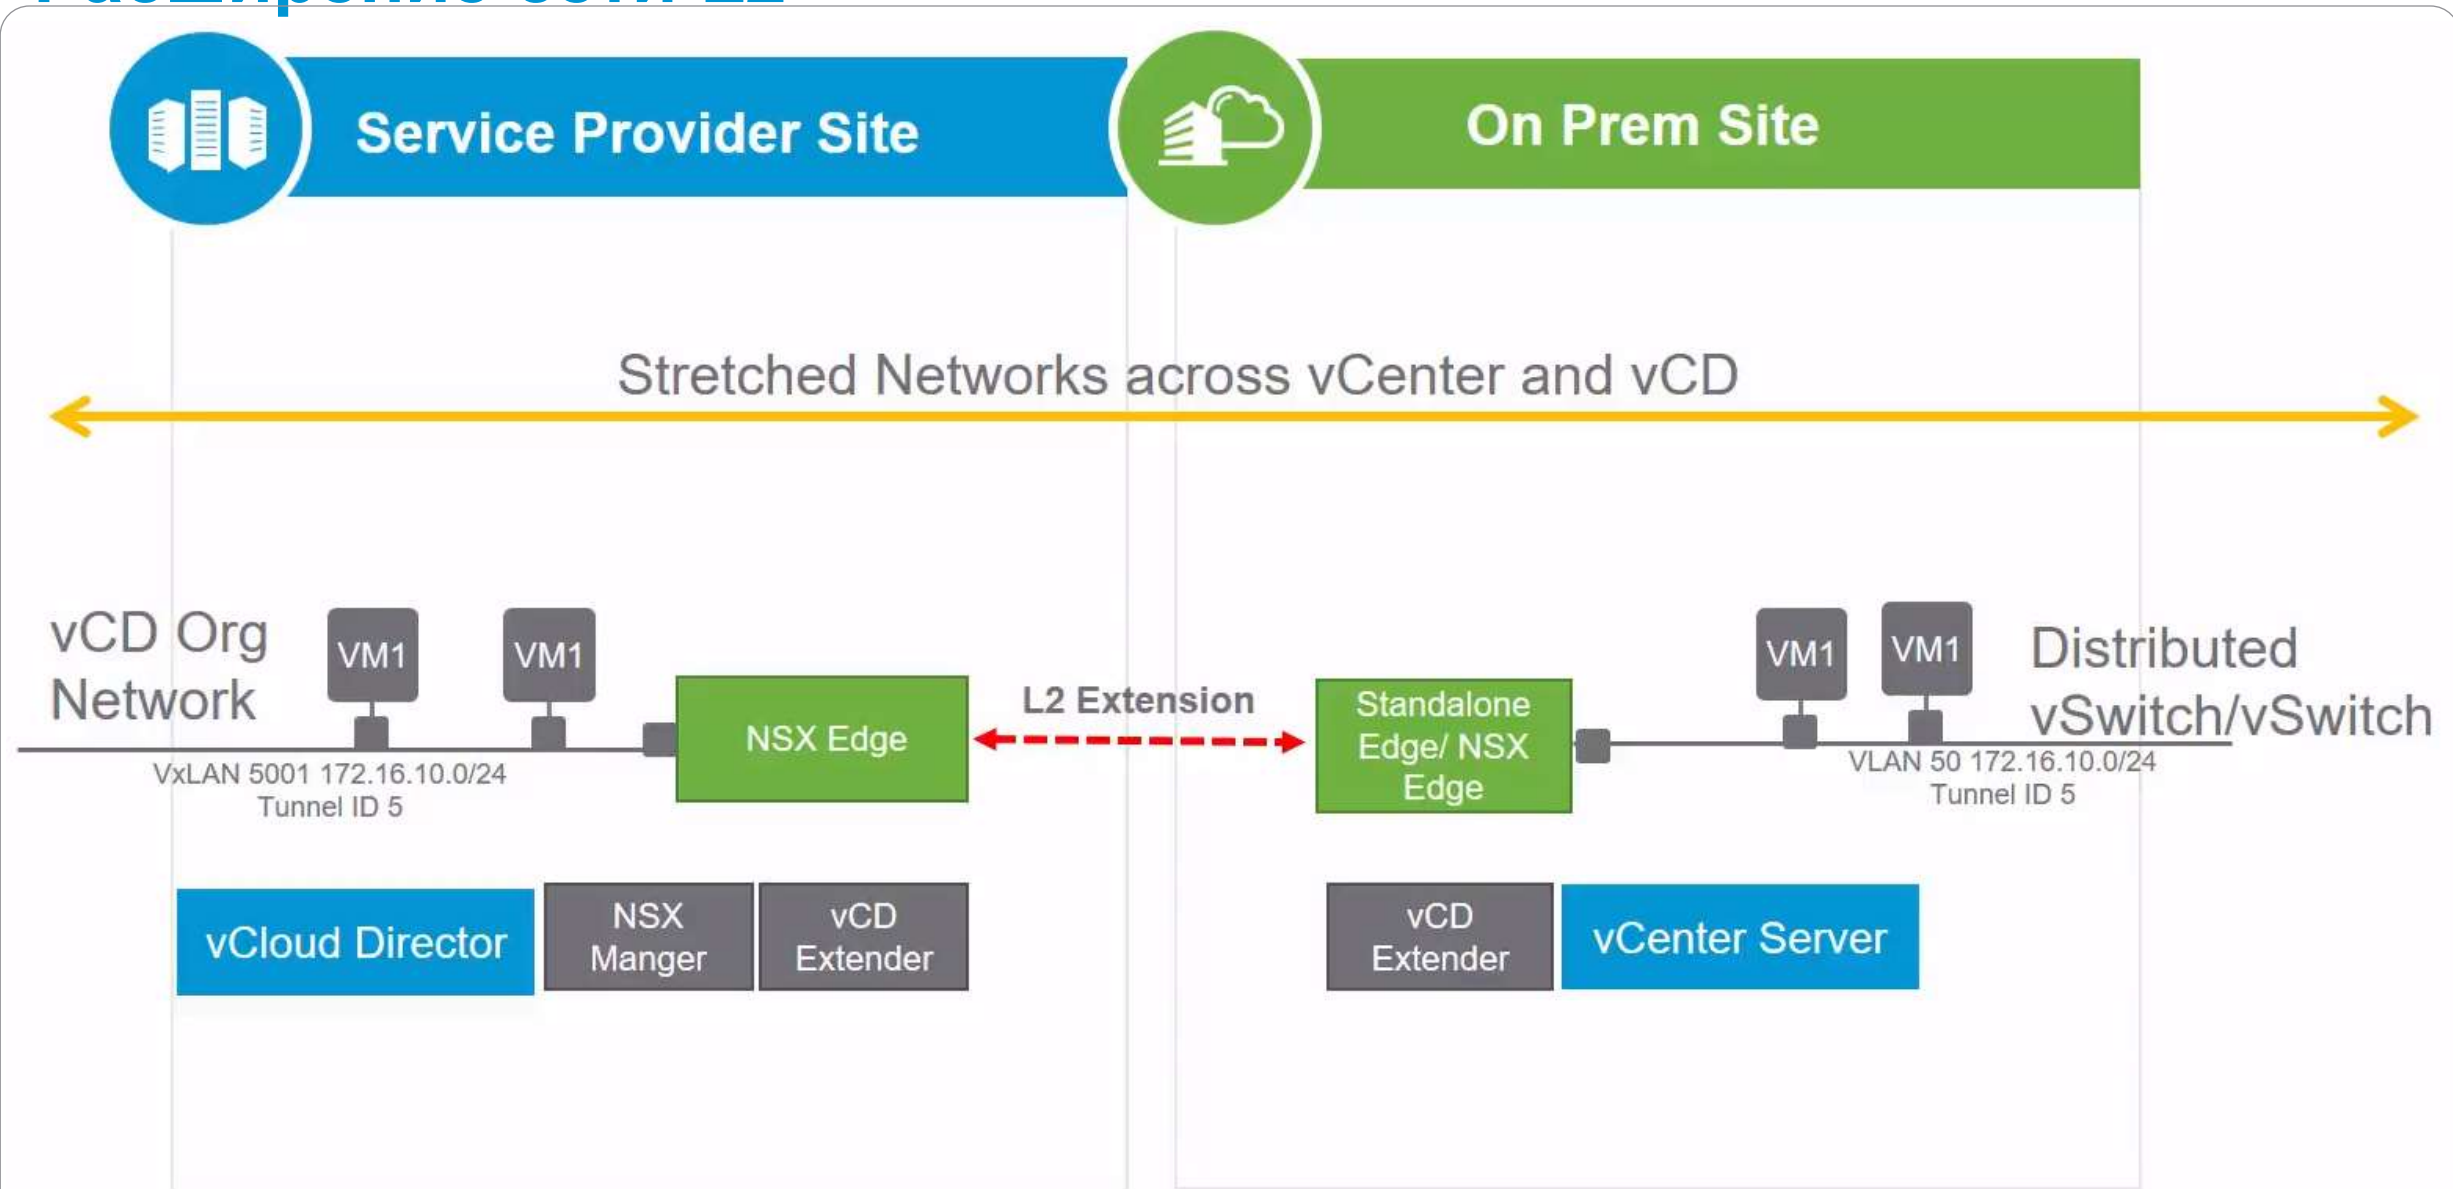 Service Provider Site
On Prem Site
Stretched Networks across vCenter and vCD
vCD Org
Network
VM1
VM1
NSX Edge
VxLAN 5001 172.16.10.0/24
Tunnel ID 5
L2 Extension
Standalone
Edge/ NSX
Edge
VM1
VM1
Distributed
vSwitch/vSwitch
VLAN 50 172.16.10.0/24
Tunnel ID 5
vCloud Director
NSX
Manger
vCD
Extender
vCD
Extender
vCenter Server